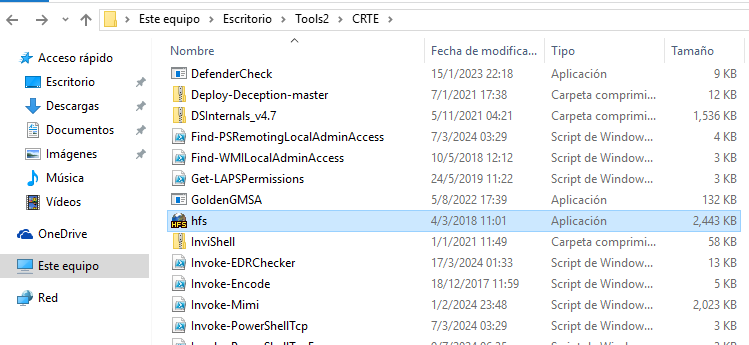 Este equipo > Escritorio > Tools2 > CRTE >
Acceso rápido
Escritorio
Descargas
Documentos
Imágenes
Música
Vídeos
OneDrive
Este equipo
Red
Nombre Fecha de modifica... Tipo Tamaño
DefenderCheck 15/1/2023 22:18 Aplicación 9 KB
Deploy-Deception-master 7/1/2021 17:38 Carpeta comprimi... 12 KB
DSInternals_v4.7 5/11/2021 04:21 Carpeta comprimi... 1,536 KB
Find-PSRemotingLocalAdminAccess 7/3/2024 03:29 Script de Window... 4 KB
Find-WMILocalAdminAccess 10/5/2018 12:12 Script de Window... 3 KB
Get-LAPSPermissions 24/5/2019 11:22 Script de Window... 3 KB
GoldenGMSA 5/8/2022 17:39 Aplicación 132 KB
HFS hfs 4/3/2018 11:01 Aplicación 2,443 KB
InviShell 1/1/2021 11:49 Carpeta comprimi... 58 KB
Invoke-EDRChecker 17/3/2024 01:33 Script de Window... 13 KB
Invoke-Encode 18/12/2017 11:59 Script de Window... 5 KB
Invoke-Mimi 1/2/2024 23:48 Script de Window... 2,023 KB
Invoke-PowerShellTcp 7/3/2024 03:29 Script de Window... 3 KB